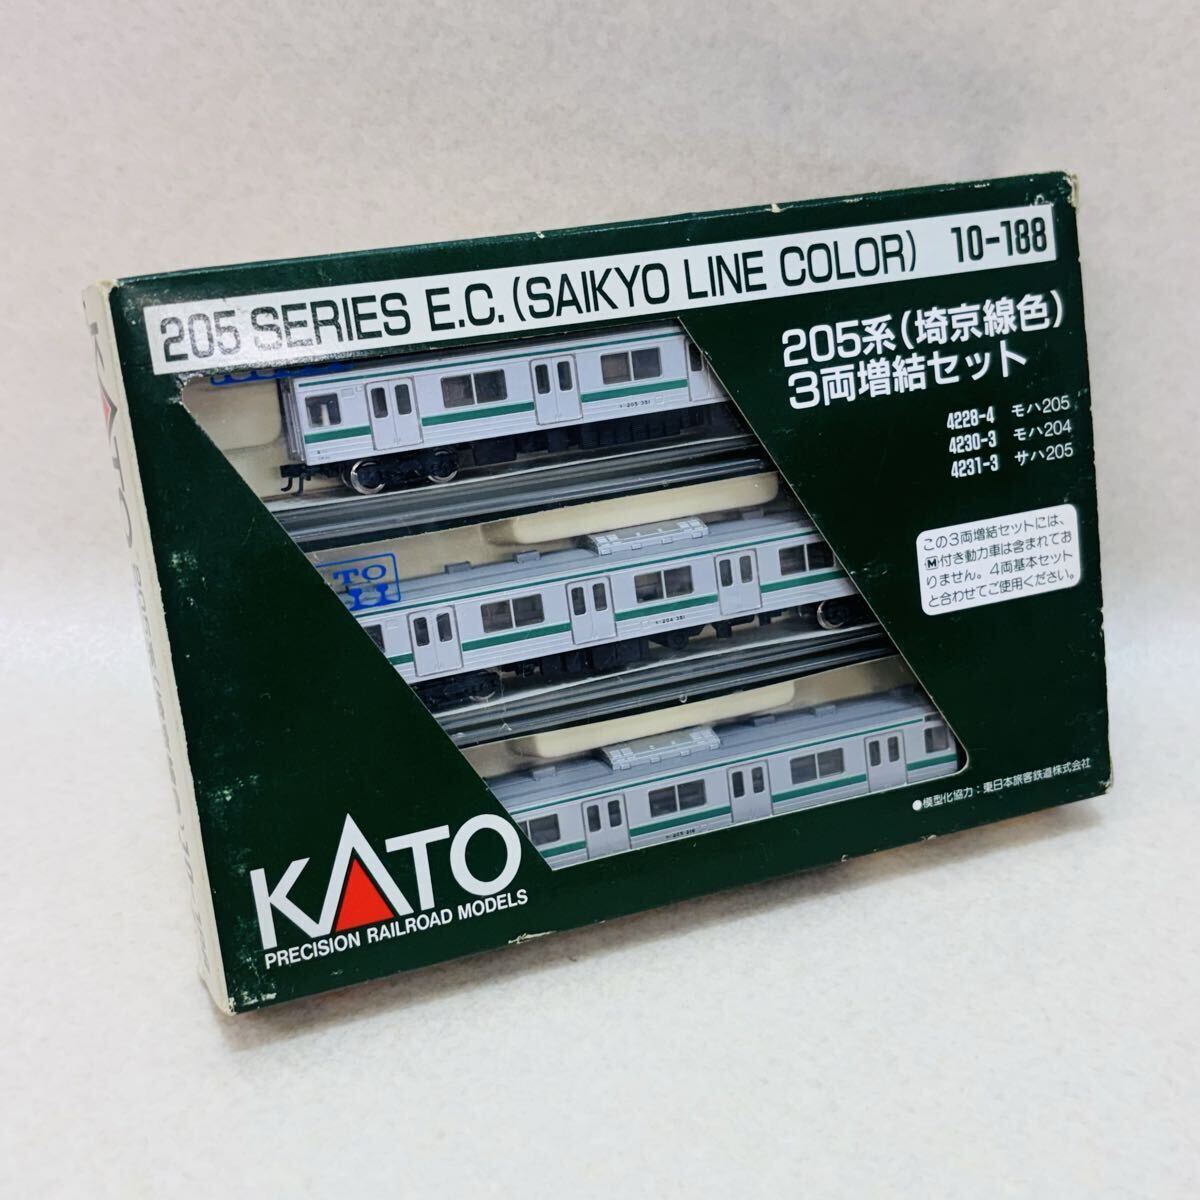 205 SERIES E.C. (SAIKYO LINE COLOR) 10-188
205系(埼京線色)
3両増結セット
4228-4 モハ205
4230-3 モハ204
4231-3 サハ205
この3両増結セットには、
Ⓜ付き動力車は含まれてお
りません。4両基本セット
と合わせてご使用ください。
●模型化協力：東日本旅客鉄道株式会社
KATO
PRECISION RAILROAD MODELS
KATO